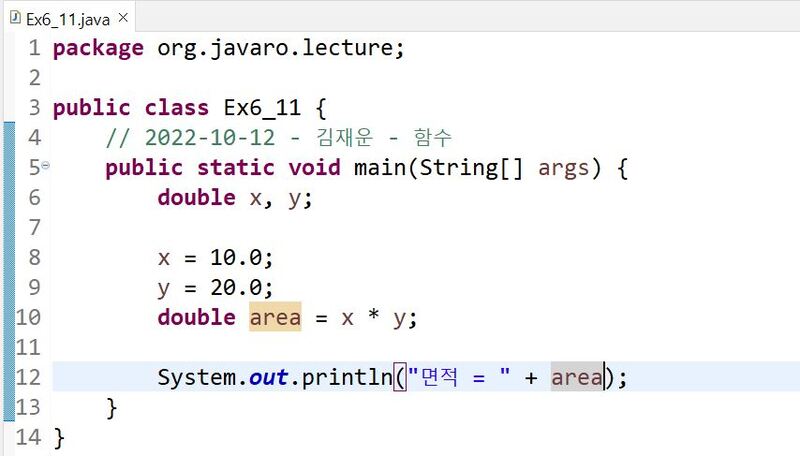 Ex6_11.java
1 package org.javaro.lecture;
2
3 public class Ex6_11 {
4     // 2022-10-12 - 김재운 - 함수
5     public static void main(String[] args) {
6         double x, y;
7
8         x = 10.0;
9         y = 20.0;
10         double area = x * y;
11
12         System.out.println("면적 = " + area);
13     }
14 }